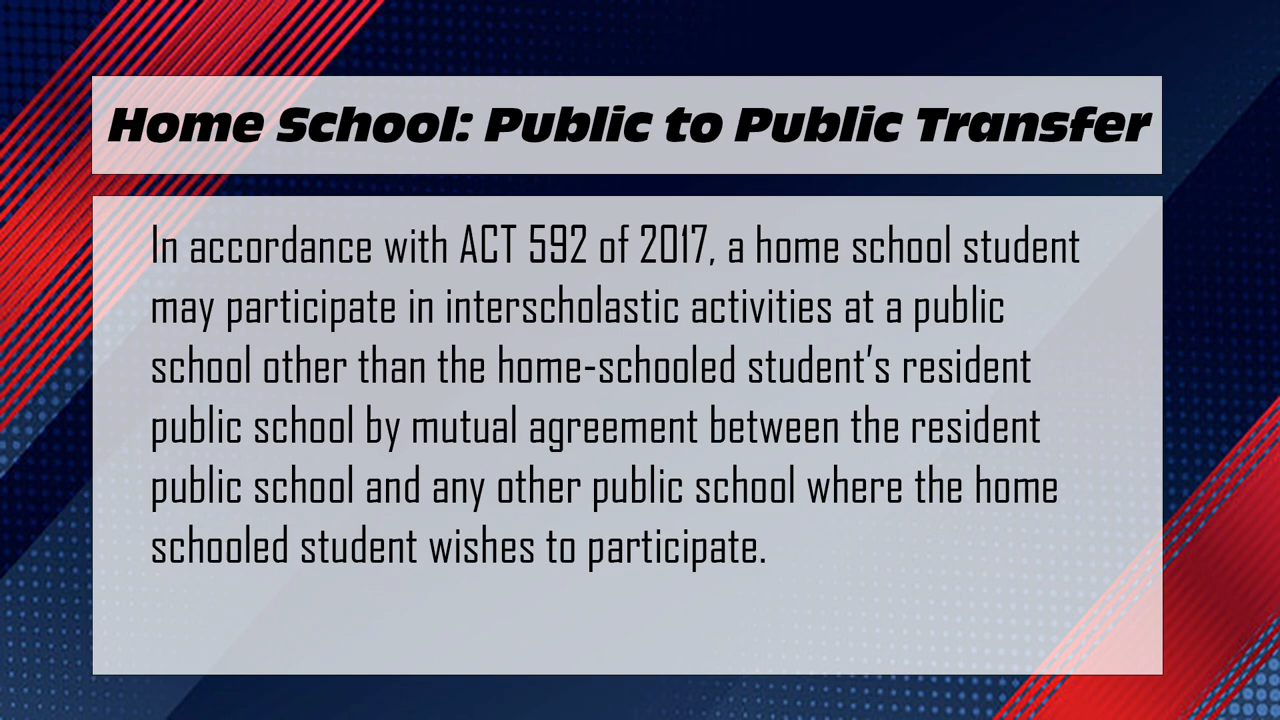 Home School: Public to Public Transfer
In accordance with ACT 592 of 2017, a home school student
may participate in interscholastic activities at a public
school other than the home-schooled student’s resident
public school by mutual agreement between the resident
public school and any other public school where the home
schooled student wishes to participate.